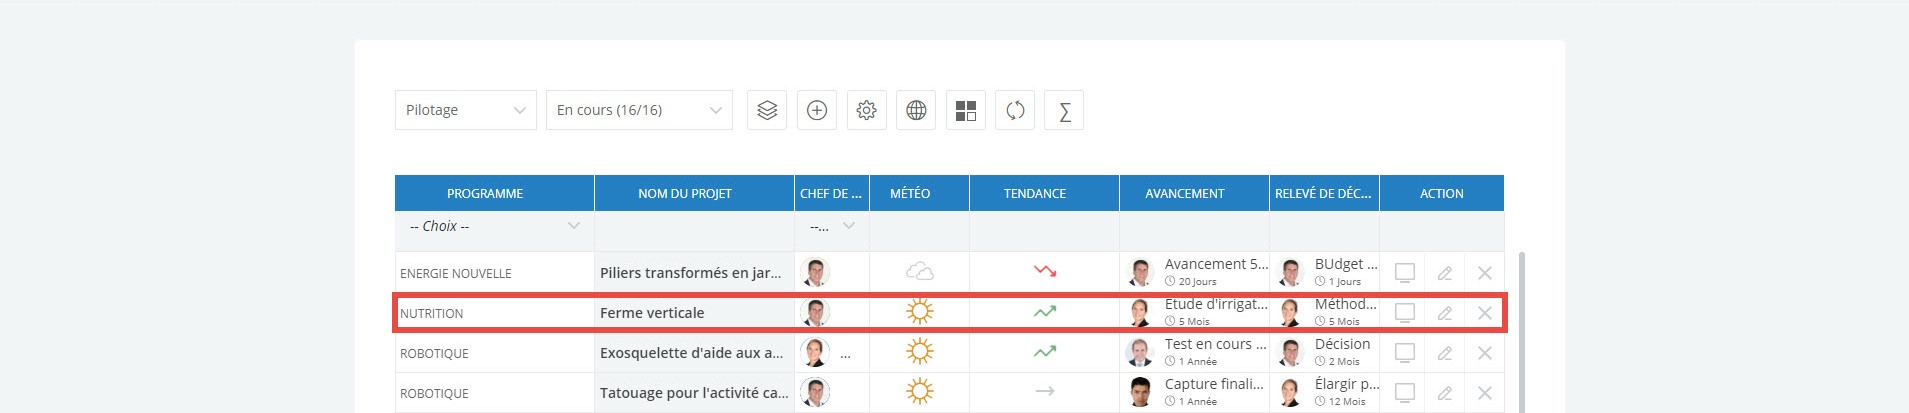 Pilotage En cours (16/16) ∑
PROGRAMME NOM DU PROJET CHEF DE ... MÉTÉO TENDANCE AVANCEMENT RELEVÉ DE DÉC... ACTION
-- Choix -- --...
ENERGIE NOUVELLE Piliers transformés en jar... Avancement 5... BUdget ...
20 Jours 1 Jours
NUTRITION Ferme verticale Etude d'irrigat... Méthod...
5 Mois 5 Mois
ROBOTIQUE Exosquelette d'aide aux a... ... Test en cours ... Décision
1 Année 2 Mois
ROBOTIQUE Tatouage pour l'activité ca... Capture finali... Élargir p...
1 Année 12 Mois